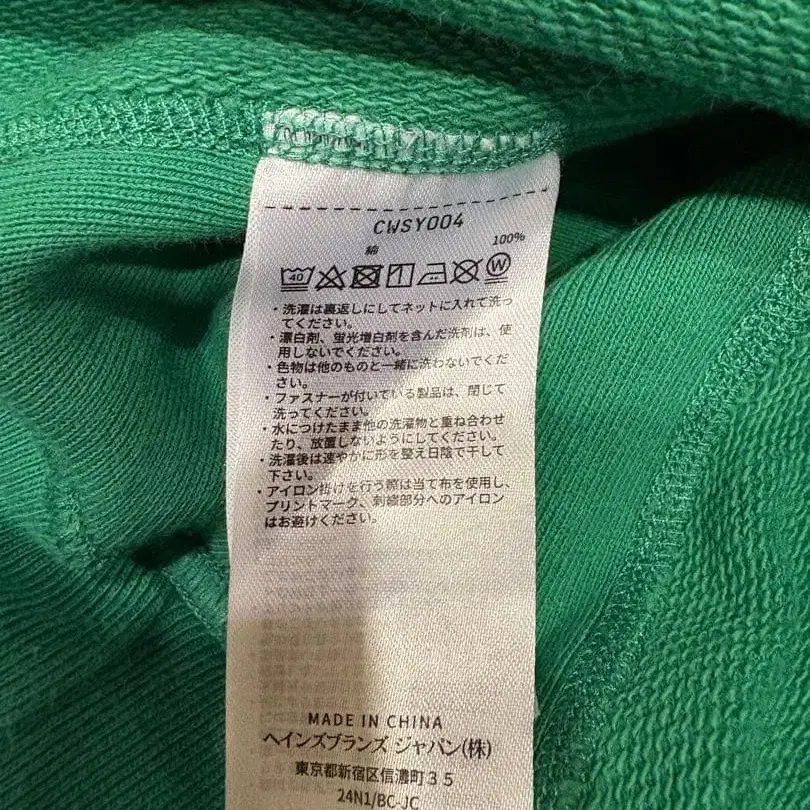 CWSY004
綿 100%
40 W
・洗濯は裏返しにしてネットに入れて洗っ
てください。
・漂白剤、蛍光増白剤を含んだ洗剤は、使
用しないでください。
・色物は他のものと一緒に洗わないでくだ
さい。
・ファスナーが付いている製品は、閉じて
洗ってください。
・水につけたまま他の洗濯物と重ね合わせ
たり、放置しないようにしてください。
・洗濯後は速やかに形を整え日陰で干して
下さい。
・アイロン掛けを行う際は当て布を使用し、
プリントマーク、刺繍部分へのアイロン
はお避けください。
MADE IN CHINA
ヘインズブランズ ジャパン(株)
東京都新宿区信濃町35
24N1/BC-JC